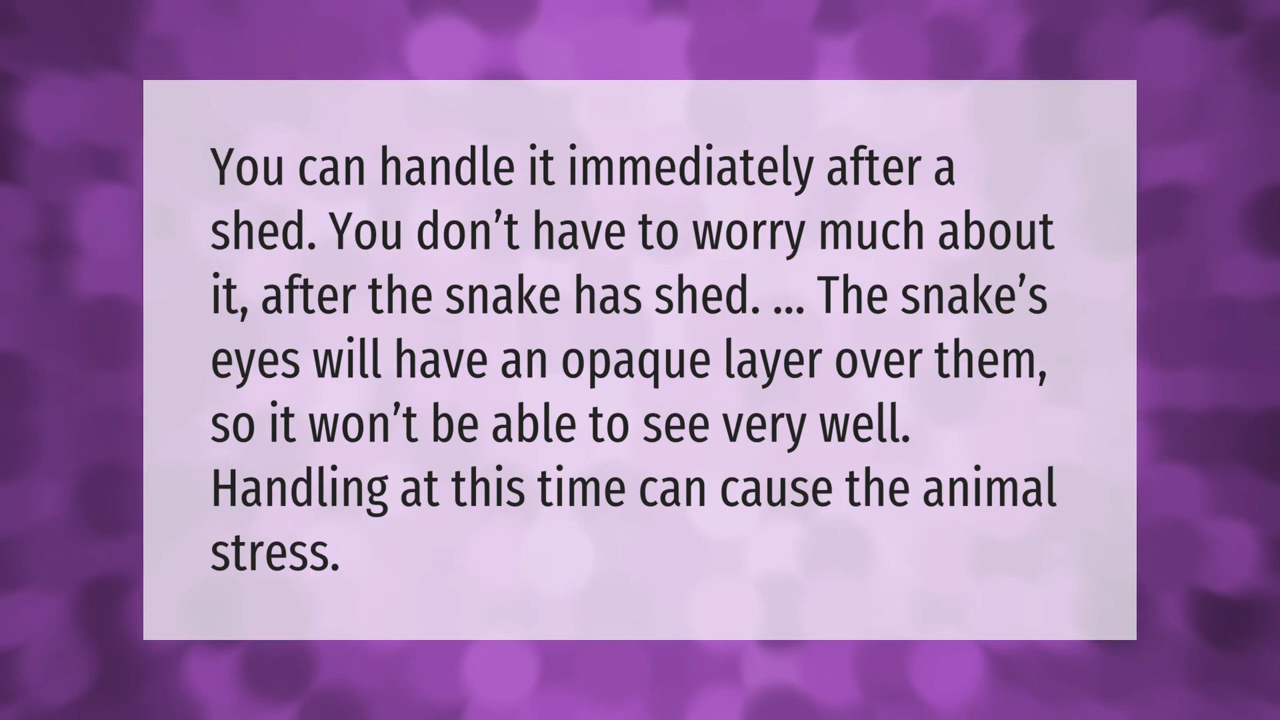 You can handle it immediately after a
shed. You don’t have to worry much about
it, after the snake has shed. ... The snake’s
eyes will have an opaque layer over them,
so it won’t be able to see very well.
Handling at this time can cause the animal
stress.